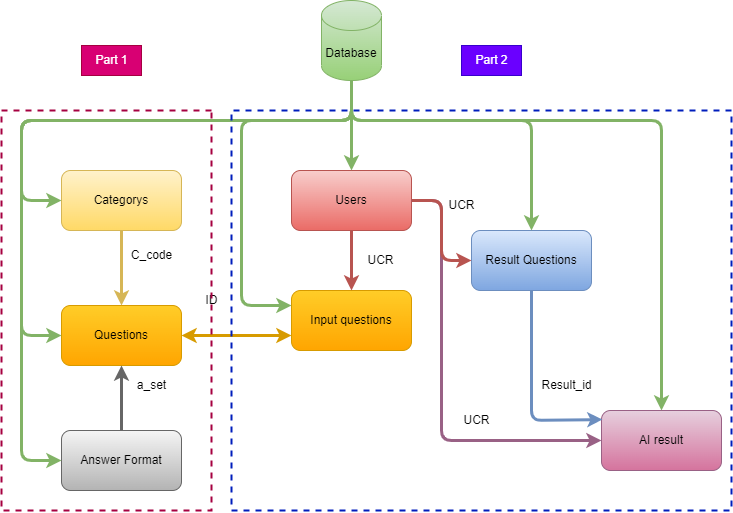 Database
Part 1
Part 2
Categorys
Users
UCR
C_code
UCR
Result Questions
ID
Questions
Input questions
a_set
Result_id
UCR
Answer Format
AI result